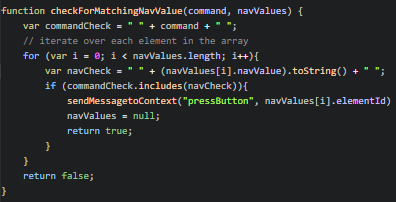 function checkForMatchingNavValue(command, navValues) {
    var commandCheck = " " + command + " ";
    // iterate over each element in the array
    for (var i = 0; i < navValues.length; i++){
        var navCheck = " " + (navValues[i].navValue).toString() + " ";
        if (commandCheck.includes(navCheck)){
            sendMessagetoContext("pressButton", navValues[i].elementId)
            navValues = null;
            return true;
        }
    }
    return false;
}